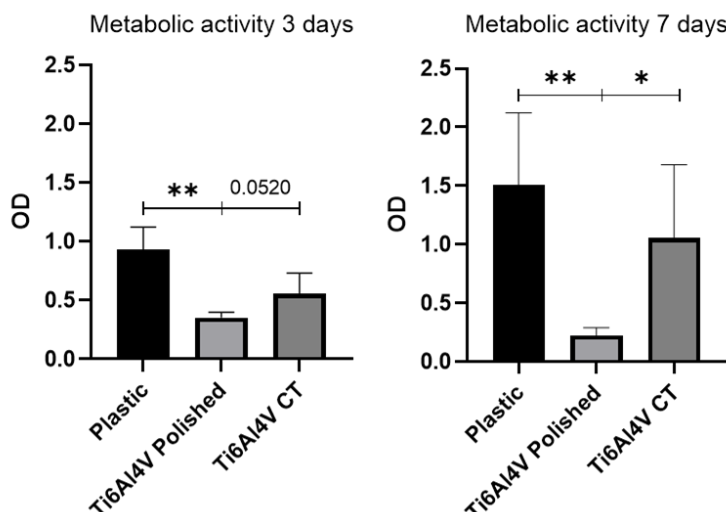 Metabolic activity 3 days
OD
2.5
2.0
1.5
1.0
0.5
0.0
** 0.0520
Plastic
Ti6Al4V Polished
Ti6Al4V CT
Metabolic activity 7 days
OD
2.5
2.0
1.5
1.0
0.5
0.0
** *
Plastic
Ti6Al4V Polished
Ti6Al4V CT